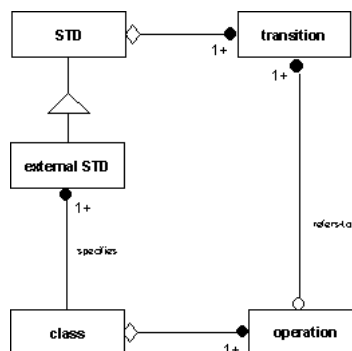 STD
transition
1+
1+
external STD
1+
refers-to
specifies
class
operation
1+